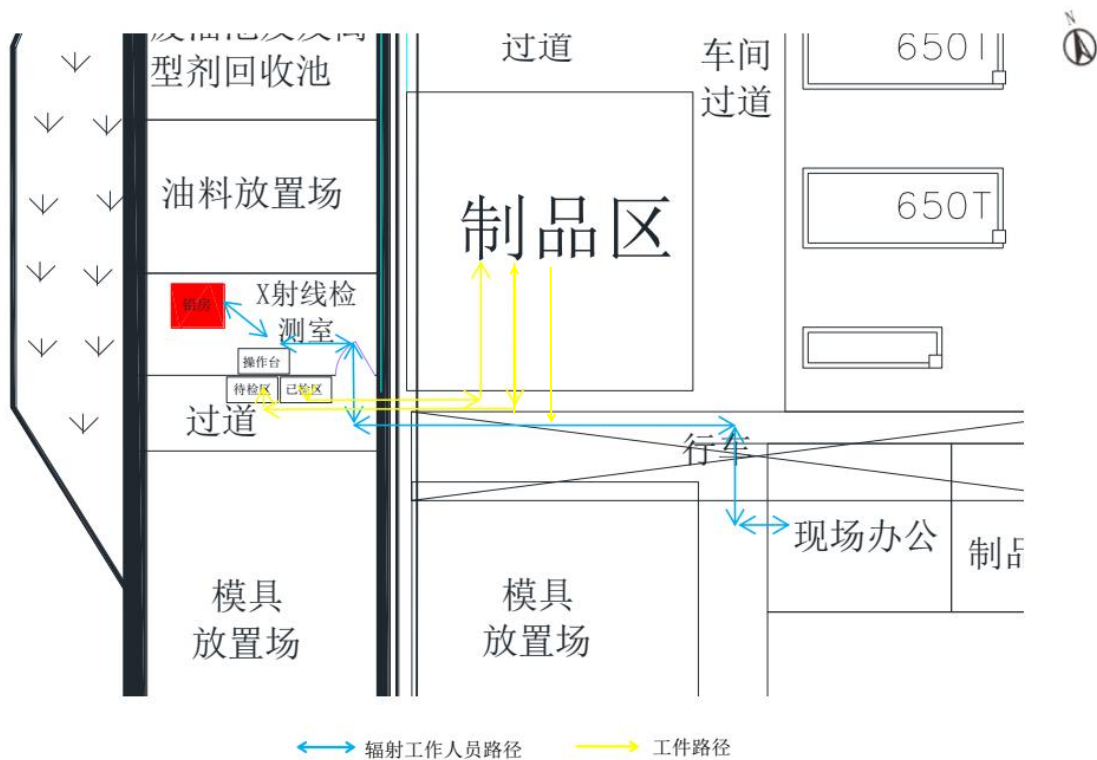 N
型剂回收池
过道
车间
过道
650T
油料放置场
制品区
650T
铅房
X射线检
测室
操作台
待检区
已检区
过道
行车
现场办公
制品
模具
放置场
模具
放置场
辐射工作人员路径
工件路径